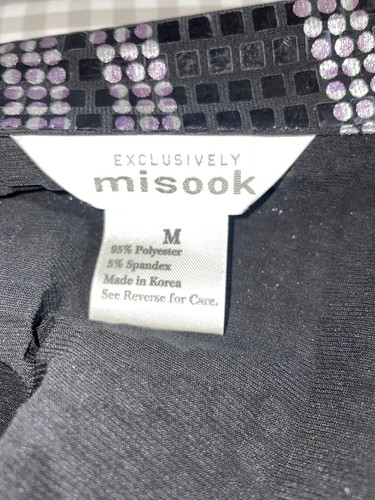 EXCLUSIVELY
misook
M
95% Polyester
5% Spandex
Made in Korea
See Reverse for Care.